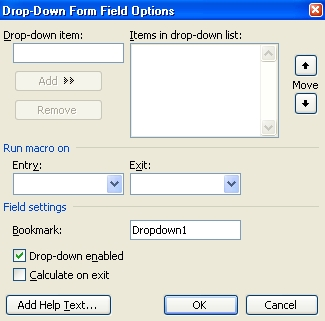 Drop-Down Form Field Options
Drop-down item: Items in drop-down list:
Add
Remove
Move
Run macro on
Entry: Exit:
Field settings
Bookmark: Dropdown1
Drop-down enabled
Calculate on exit
Add Help Text... OK Cancel